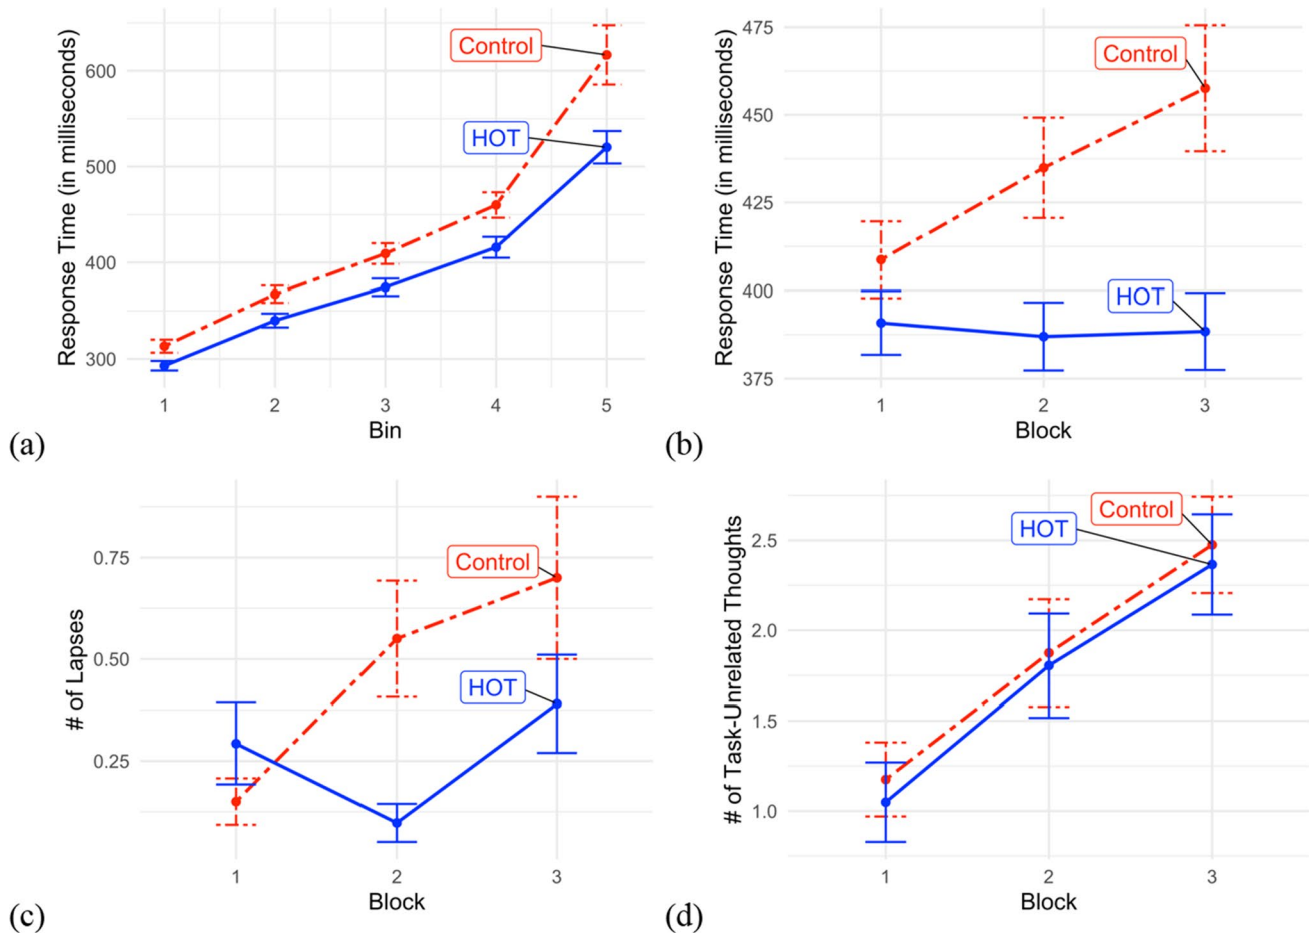 Response Time (in milliseconds)
600
500
400
300
Control
HOT
1 2 3 4 5
Bin
(a)
Response Time (in milliseconds)
475
450
425
400
375
Control
HOT
1 2 3
Block
(b)
# of Lapses
0.75
0.50
0.25
Control
HOT
1 2 3
Block
(c)
# of Task-Unrelated Thoughts
2.5
2.0
1.5
1.0
Control
HOT
1 2 3
Block
(d)